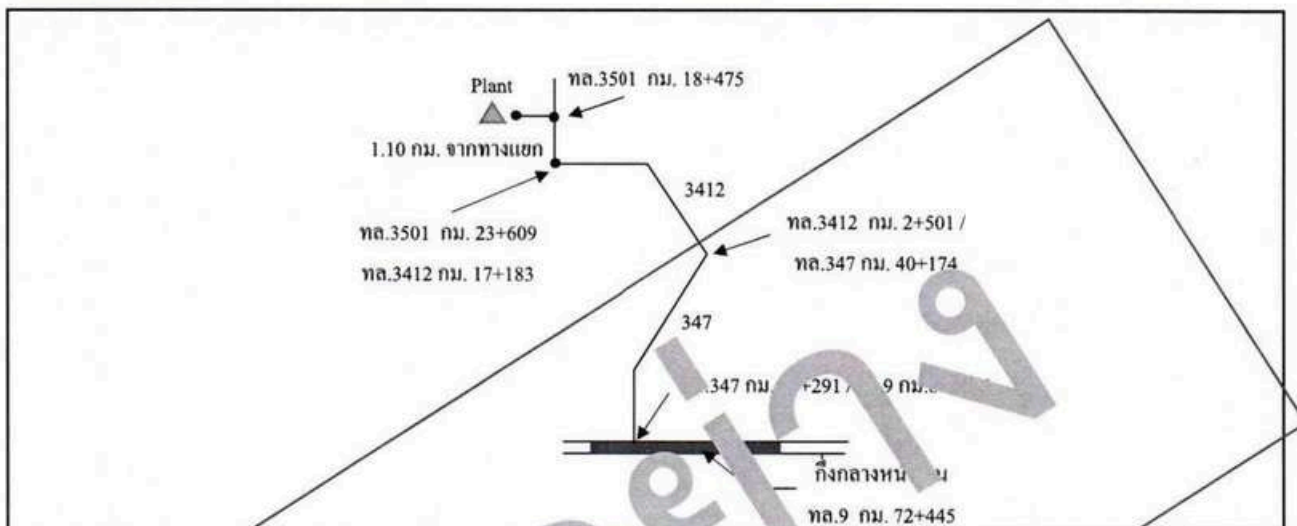 Plant
ทล.3501 กม. 18+475
1.10 กม. จากทางแยก
3412
ทล.3501 กม. 23+609
ทล.3412 กม. 17+183
ทล.3412 กม. 2+501 /
ทล.347 กม. 40+174
347
347 กม. +291 / 9 กม.
กึ่งกลาง
ทล.9 กม. 72+445